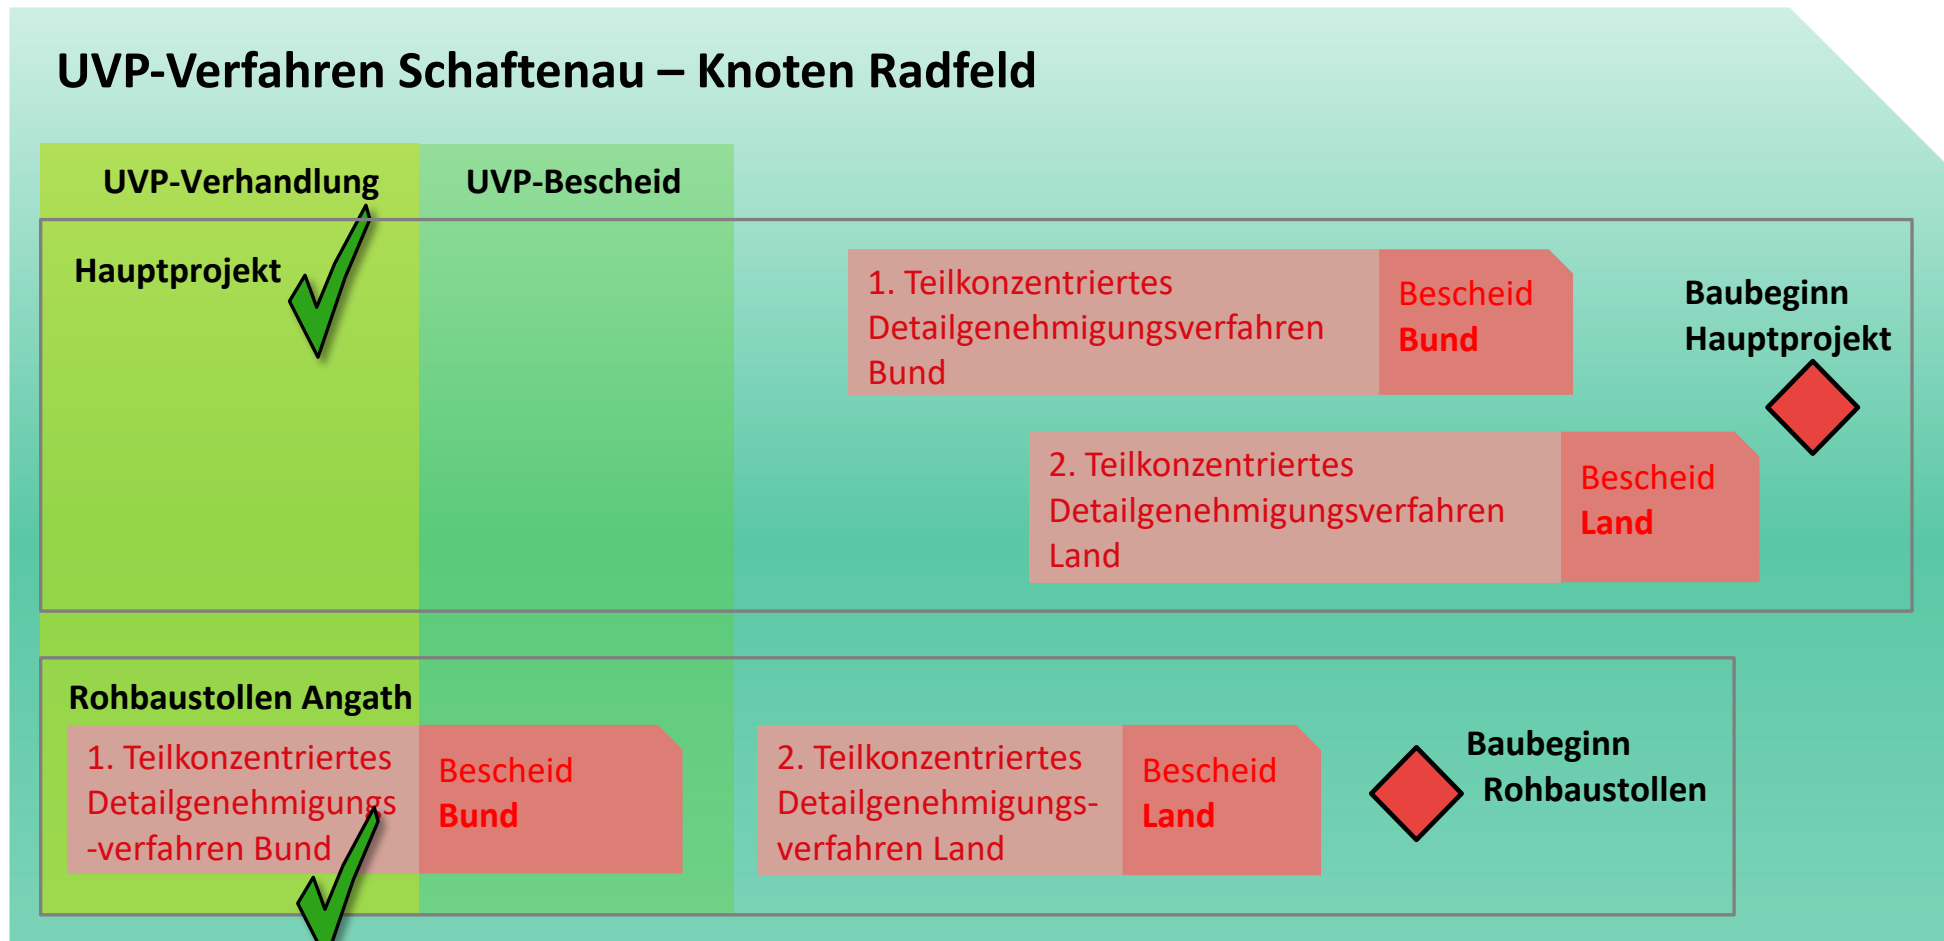 UVP-Verfahren Schaftenau – Knoten Radfeld
UVP-Verhandlung
UVP-Bescheid
Hauptprojekt
1. Teilkonzentriertes
Detailgenehmigungsverfahren
Bund
Bescheid
Bund
Baubeginn
Hauptprojekt
2. Teilkonzentriertes
Detailgenehmigungsverfahren
Land
Bescheid
Land
Rohbaustollen Angath
1. Teilkonzentriertes
Detailgenehmigungs
-verfahren Bund
Bescheid
Bund
2. Teilkonzentriertes
Detailgenehmigungs-
verfahren Land
Bescheid
Land
Baubeginn
Rohbaustollen